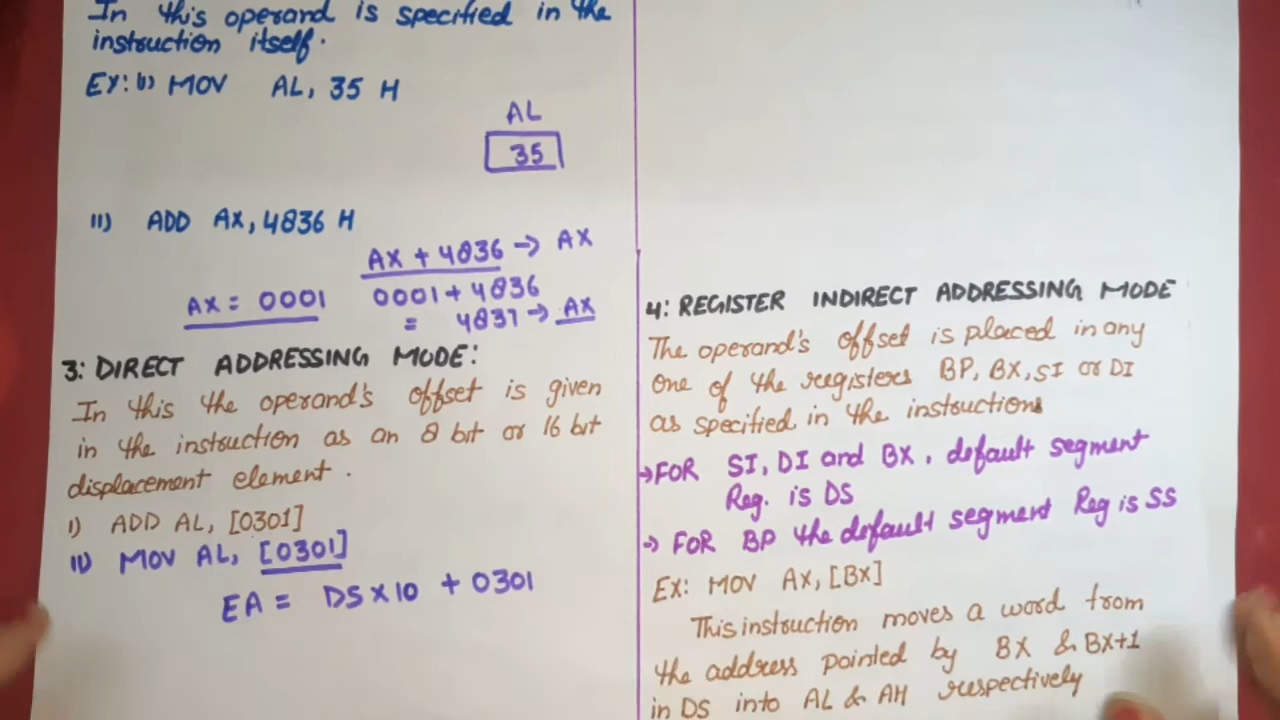 In this operand is specified in the
instruction itself.
Ex: i) MOV AL, 35 H
AL
35
II) ADD AX, 4836 H
AX + 4836 → AX
AX = 0001 0001 + 4836
= 4837 → AX
3: DIRECT ADDRESSING MODE:
In this the operand's offset is given
in the instruction as an 8 bit or 16 bit
displacement element.
I) ADD AL, [0301]
II) MOV AL, [0301]
EA = DS × 10 + 0301
4: REGISTER INDIRECT ADDRESSING MODE
The operand's offset is placed in any
one of the registers BP, BX, SI or DI
as specified in the instructions
→ FOR SI, DI and BX, default segment
Reg. is DS
→ FOR BP the default segment Reg is SS
Ex: MOV AX, [BX]
This instruction moves a word from
the address pointed by BX & BX+1
in DS into AL & AH respectively